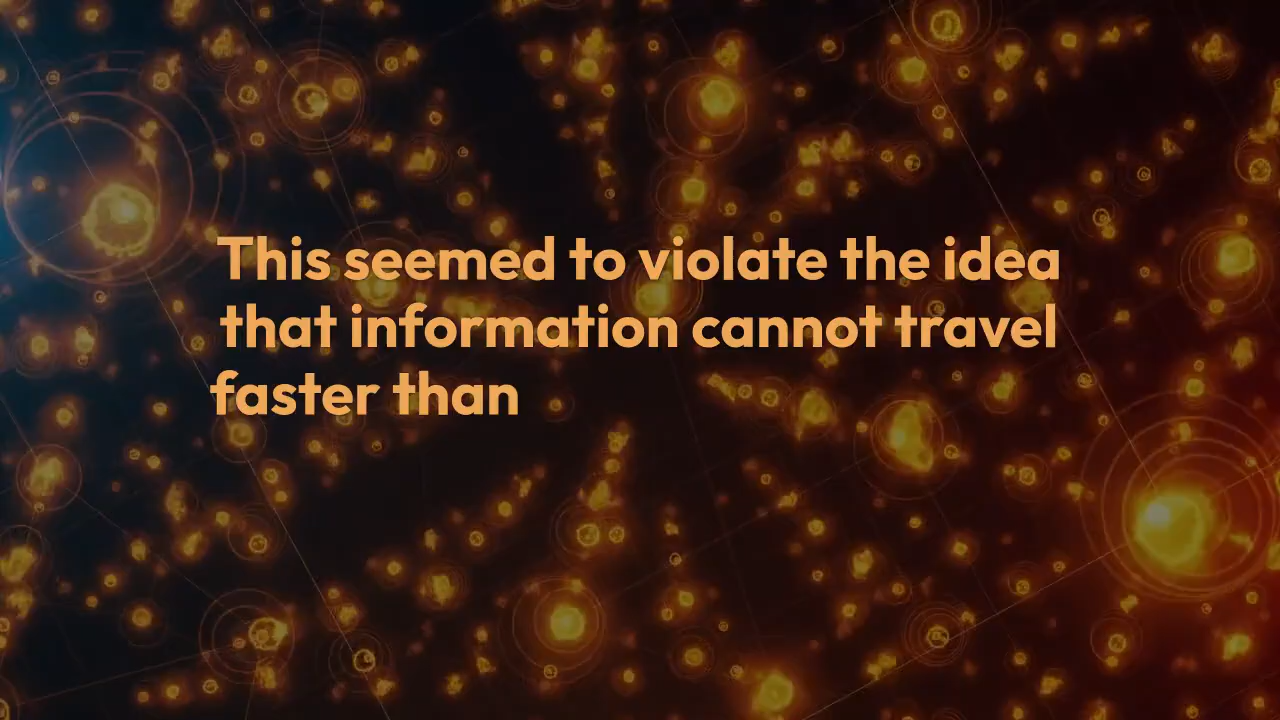 This seemed to violate the idea
that information cannot travel
faster than